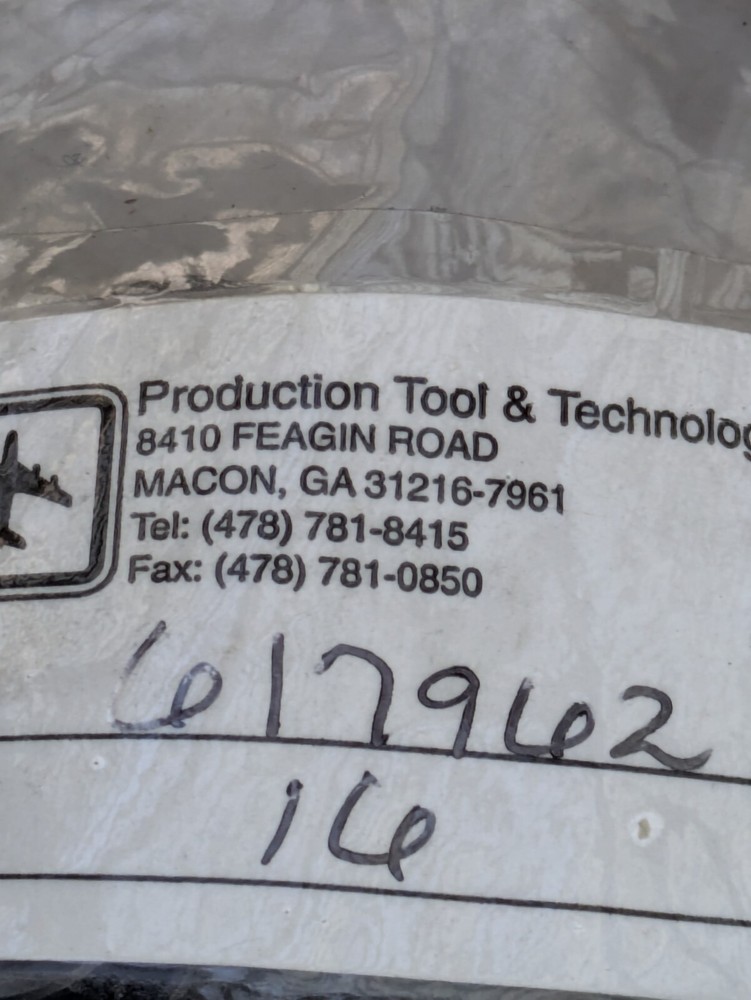 Production Tool & Technolog
8410 FEAGIN ROAD
MACON, GA 31216-7961
Tel: (478) 781-8415
Fax: (478) 781-0850
617962
16